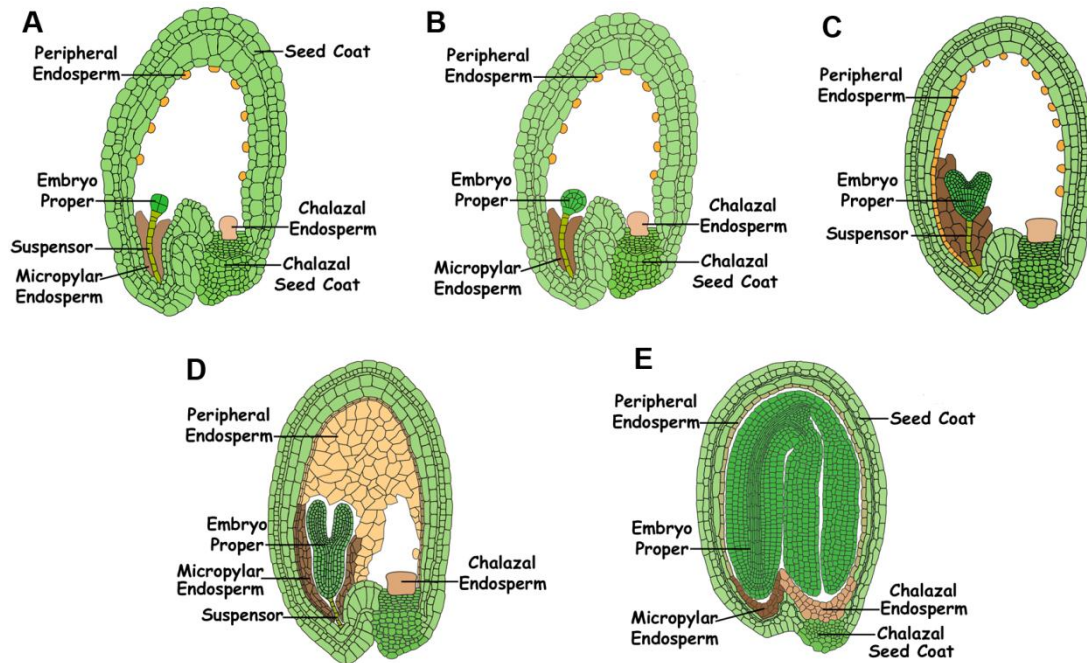 A
Peripheral
Endosperm
Seed Coat
Embryo
Proper
Suspensor
Micropylar
Endosperm
Chalazal
Endosperm
Chalazal
Seed Coat
B
Peripheral
Endosperm
Embryo
Proper
Suspensor
Micropylar
Endosperm
Chalazal
Endosperm
Chalazal
Seed Coat
C
Peripheral
Endosperm
Embryo
Proper
Suspensor
D
Peripheral
Endosperm
Embryo
Proper
Micropylar
Endosperm
Suspensor
Chalazal
Endosperm
E
Peripheral
Endosperm
Seed Coat
Embryo
Proper
Micropylar
Endosperm
Chalazal
Endosperm
Chalazal
Seed Coat